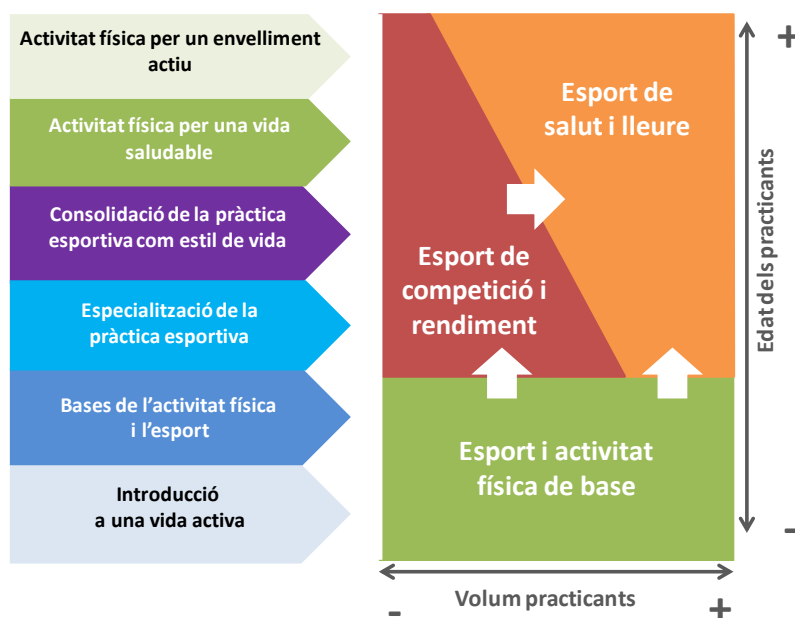 Activitat física per un envelliment
actiu
Activitat física per una vida
saludable
Consolidació de la pràctica
esportiva com estil de vida
Especialització de la
pràctica esportiva
Bases de l'activitat física
i l'esport
Introducció
a una vida activa
Esport de
salut i lleure
Esport de
competició i
rendiment
Esport i activitat
física de base
+
Edat dels practicants
-
Volum practicants
-
+